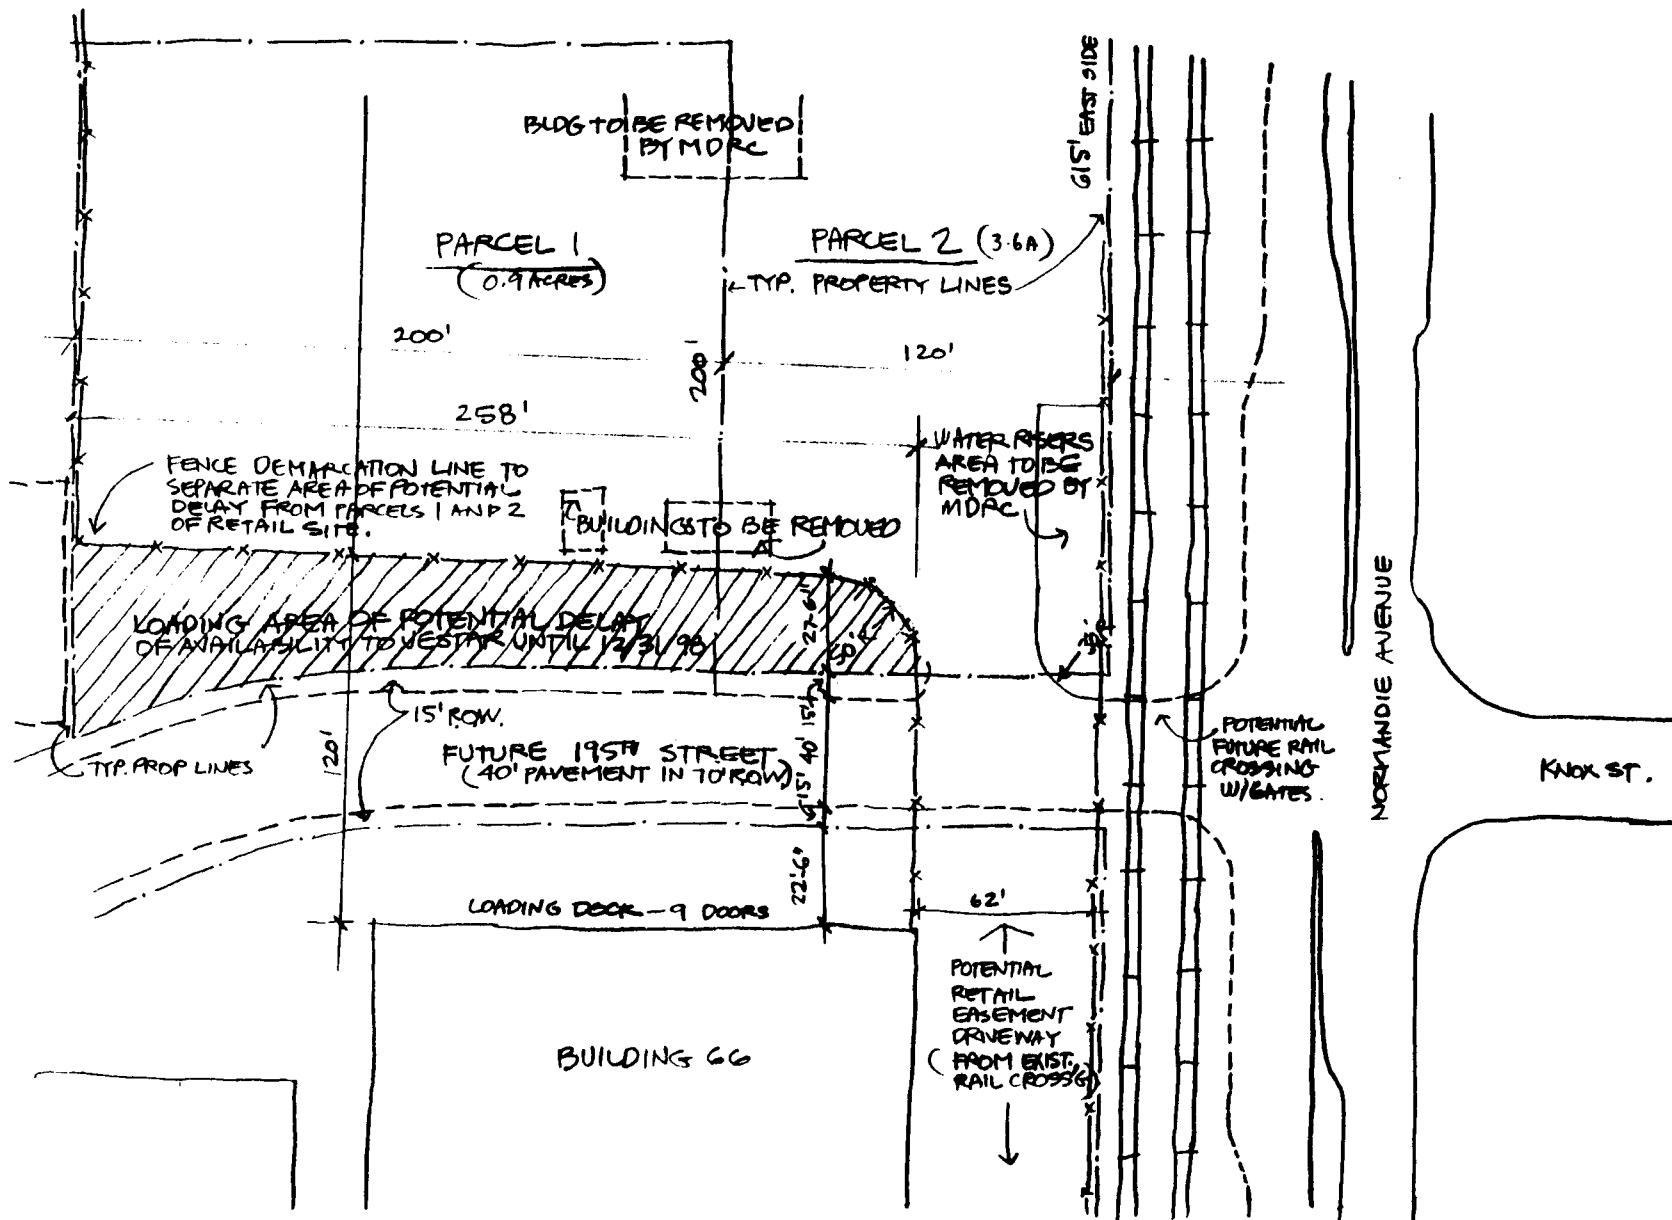 615' EAST SIDE
BLDG TO BE REMOVED
BY MDRC
PARCEL 1
(0.9 ACRES)
PARCEL 2 (3.6A)
TYP. PROPERTY LINES
200'
200'
120'
258'
WATER RISERS
AREA TO BE
REMOVED BY
MDRC
FENCE DEMARCATION LINE TO
SEPARATE AREA OF POTENTIAL
DELAY FROM PARCELS 1 AND 2
OF RETAIL SITE.
BUILDINGS TO BE REMOVED
LOADING AREA OF POTENTIAL DELAY
OF AVAILABILITY TO VESTAR UNTIL 12/31/98
27'-6"
50' R
NORMANDIE AVENUE
15' ROW.
15'
TYP. PROP LINES
120'
FUTURE 195TH STREET
(40' PAVEMENT IN 70' ROW)
40'
15'
POTENTIAL
FUTURE RAIL
CROSSING
W/GATES.
KNOX ST.
22'-6"
LOADING DOCK - 9 DOORS
62'
POTENTIAL
RETAIL
EASEMENT
DRIVEWAY
(FROM EXIST.
RAIL CROSS'G)
BUILDING 66